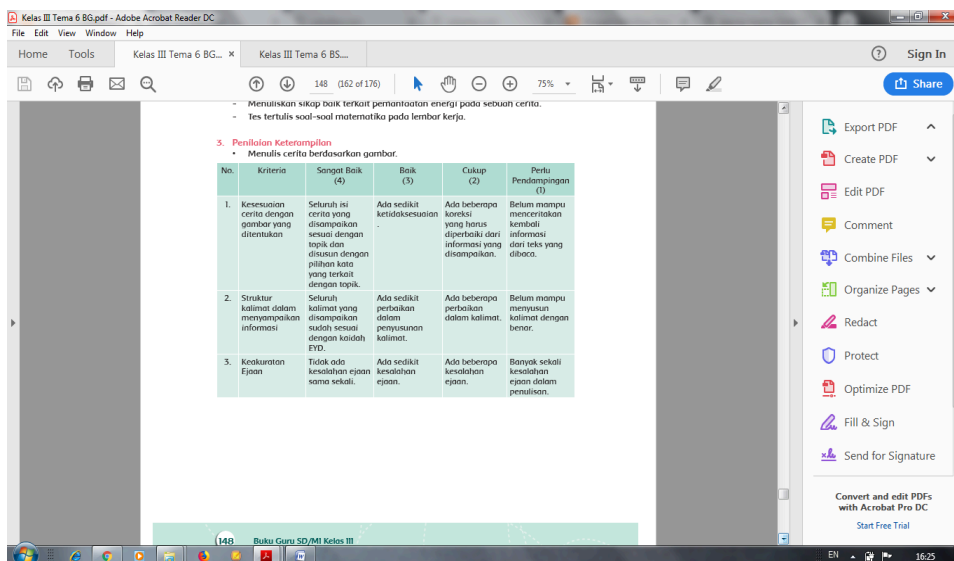 Kelas III Tema 6 BG.pdf - Adobe Acrobat Reader DC
File Edit View Window Help
Home Tools Kelas III Tema 6 BG... × Kelas III Tema 6 BS.... ? Sign In
148 (162 of 176) 75% Share
- Menuliskan sikap baik terkait pemanfaatan energi pada sebuah cerita.
- Tes tertulis soal-soal matematika pada lembar kerja.
3. Penilaian Keterampilan
• Menulis cerita berdasarkan gambar.
No. Kriteria Sangat Baik (4) Baik (3) Cukup (2) Perlu Pendampingan (1)
1. Kesesuaian cerita dengan gambar yang ditentukan
Seluruh isi cerita yang disampaikan sesuai dengan topik dan disusun dengan pilihan kata yang terkait dengan topik.
Ada sedikit ketidaksesuaian .
Ada beberapa koreksi yang harus diperbaiki dari informasi yang disampaikan.
Belum mampu menceritakan kembali informasi dari teks yang dibaca.
2. Struktur kalimat dalam menyampaikan informasi
Seluruh kalimat yang disampaikan sudah sesuai dengan kaidah EYD.
Ada sedikit perbaikan dalam penyusunan kalimat.
Ada beberapa perbaikan dalam kalimat.
Belum mampu menyusun kalimat dengan benar.
3. Keakuratan Ejaan
Tidak ada kesalahan ejaan sama sekali.
Ada sedikit kesalahan ejaan.
Ada beberapa kesalahan ejaan.
Banyak sekali kesalahan ejaan dalam penulisan.
148 Buku Guru SD/MI Kelas III
Export PDF
Create PDF
Edit PDF
Comment
Combine Files
Organize Pages
Redact
Protect
Optimize PDF
Fill & Sign
Send for Signature
Convert and edit PDFs
with Acrobat Pro DC
Start Free Trial
EN 16:25